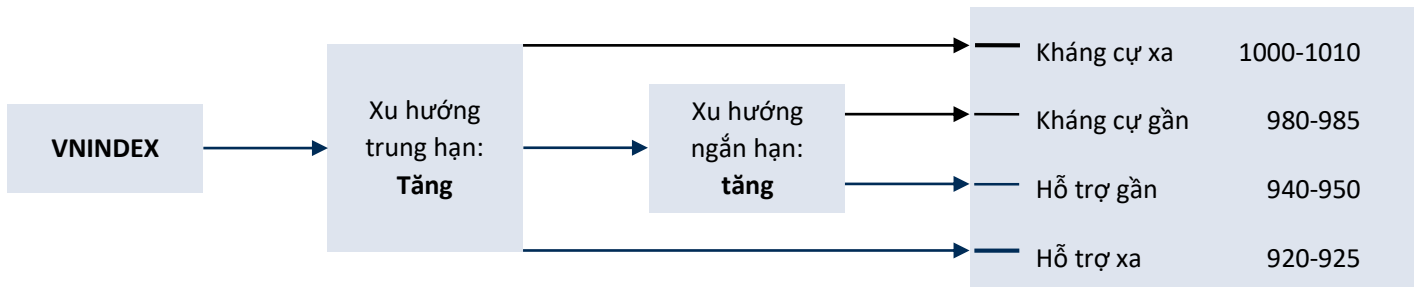 VNINDEX
Xu hướng
trung hạn:
Tăng
Xu hướng
ngắn hạn:
tăng
Kháng cự xa 1000-1010
Kháng cự gần 980-985
Hỗ trợ gần 940-950
Hỗ trợ xa 920-925